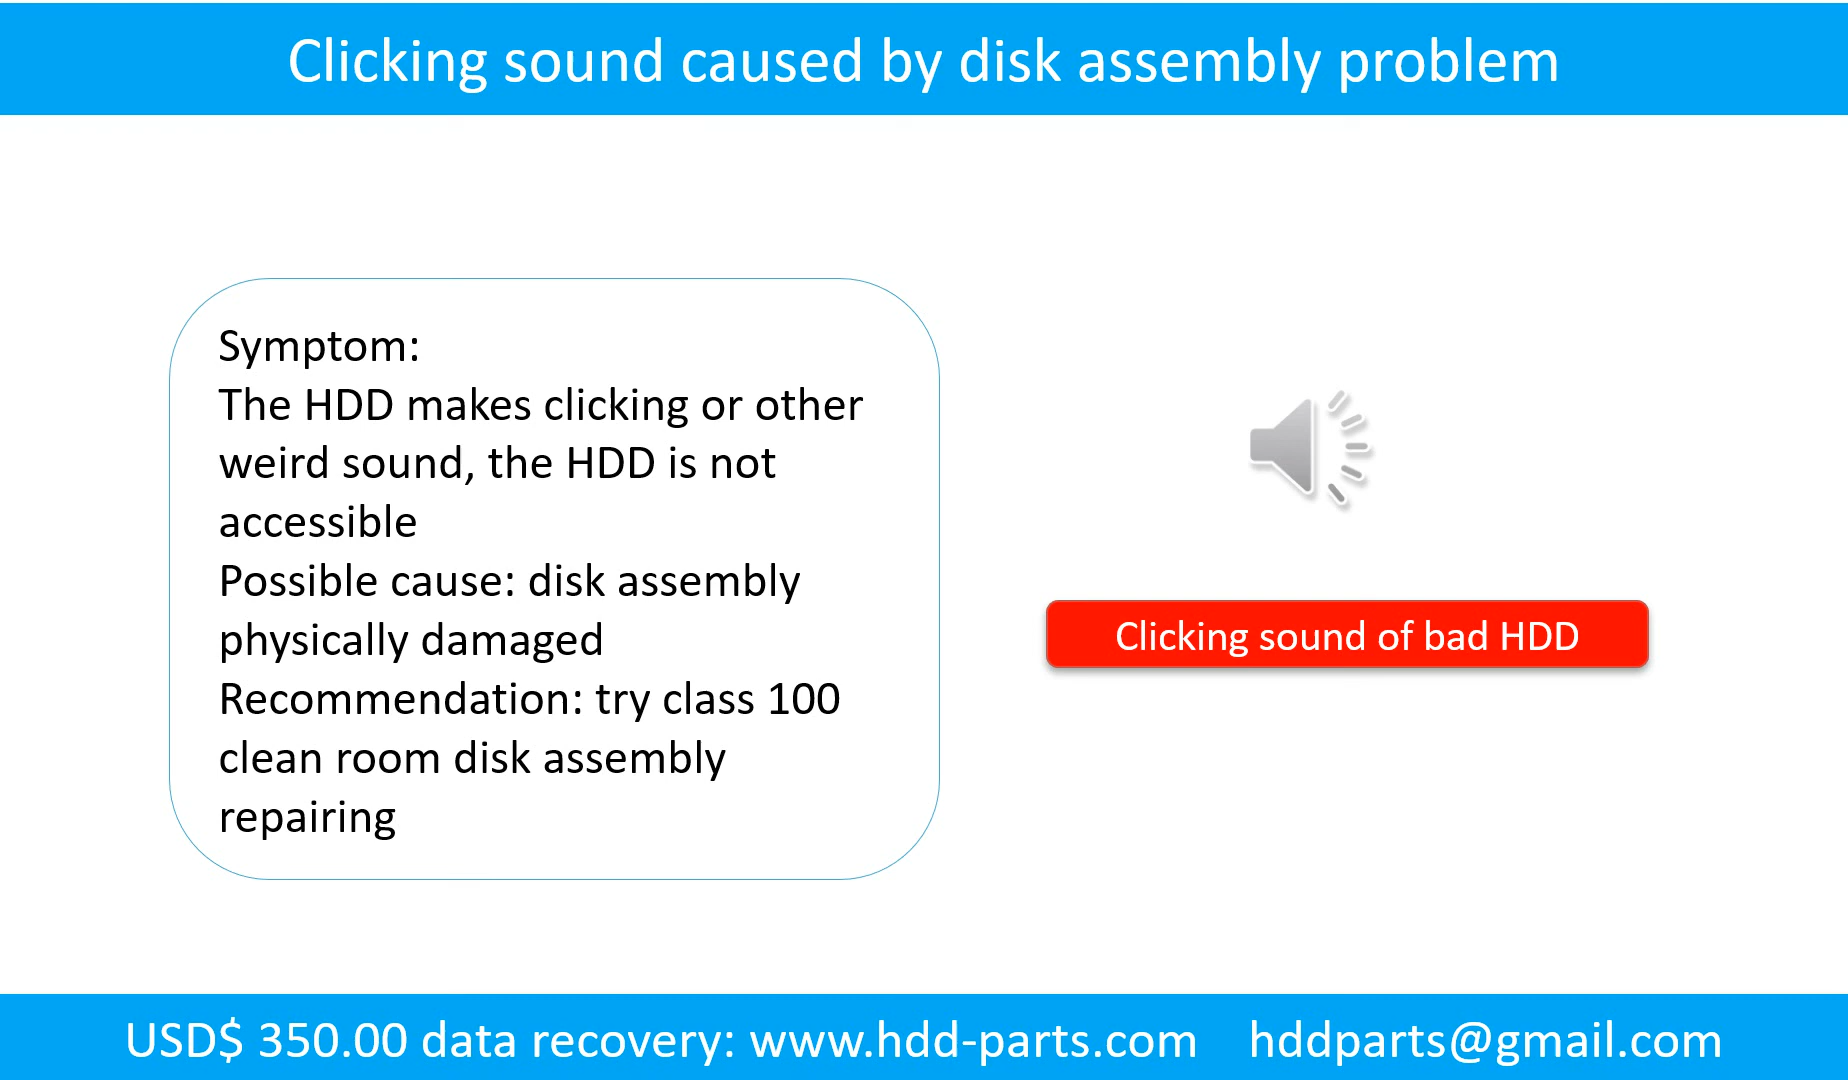 Clicking sound caused by disk assembly problem
Symptom:
The HDD makes clicking or other
weird sound, the HDD is not
accessible
Possible cause: disk assembly
physically damaged
Recommendation: try class 100
clean room disk assembly
repairing
Clicking sound of bad HDD
USD$ 350.00 data recovery: www.hdd-parts.com hddparts@gmail.com